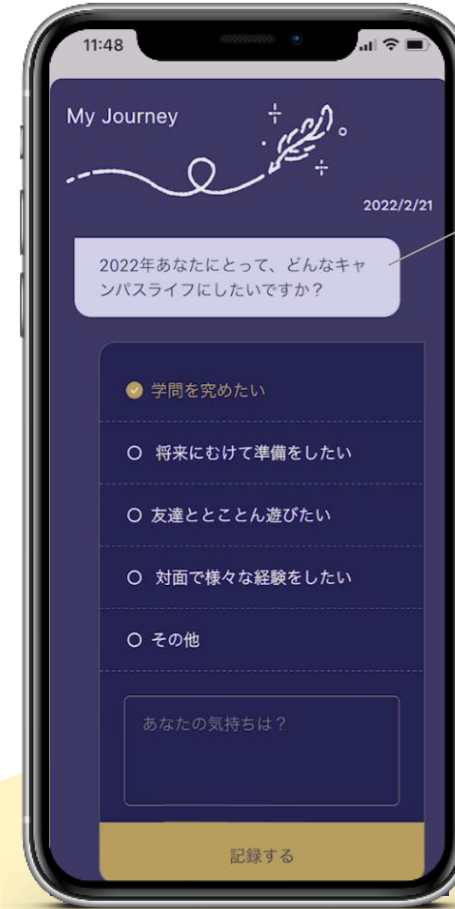 11:48
My Journey
2022/2/21
2022年あなたにとって、どんなキャ
ンパスライフにしたいですか？
学問を究めたい
将来にむけて準備をしたい
友達ととことん遊びたい
対面で様々な経験をしたい
その他
あなたの気持ちは？
記録する